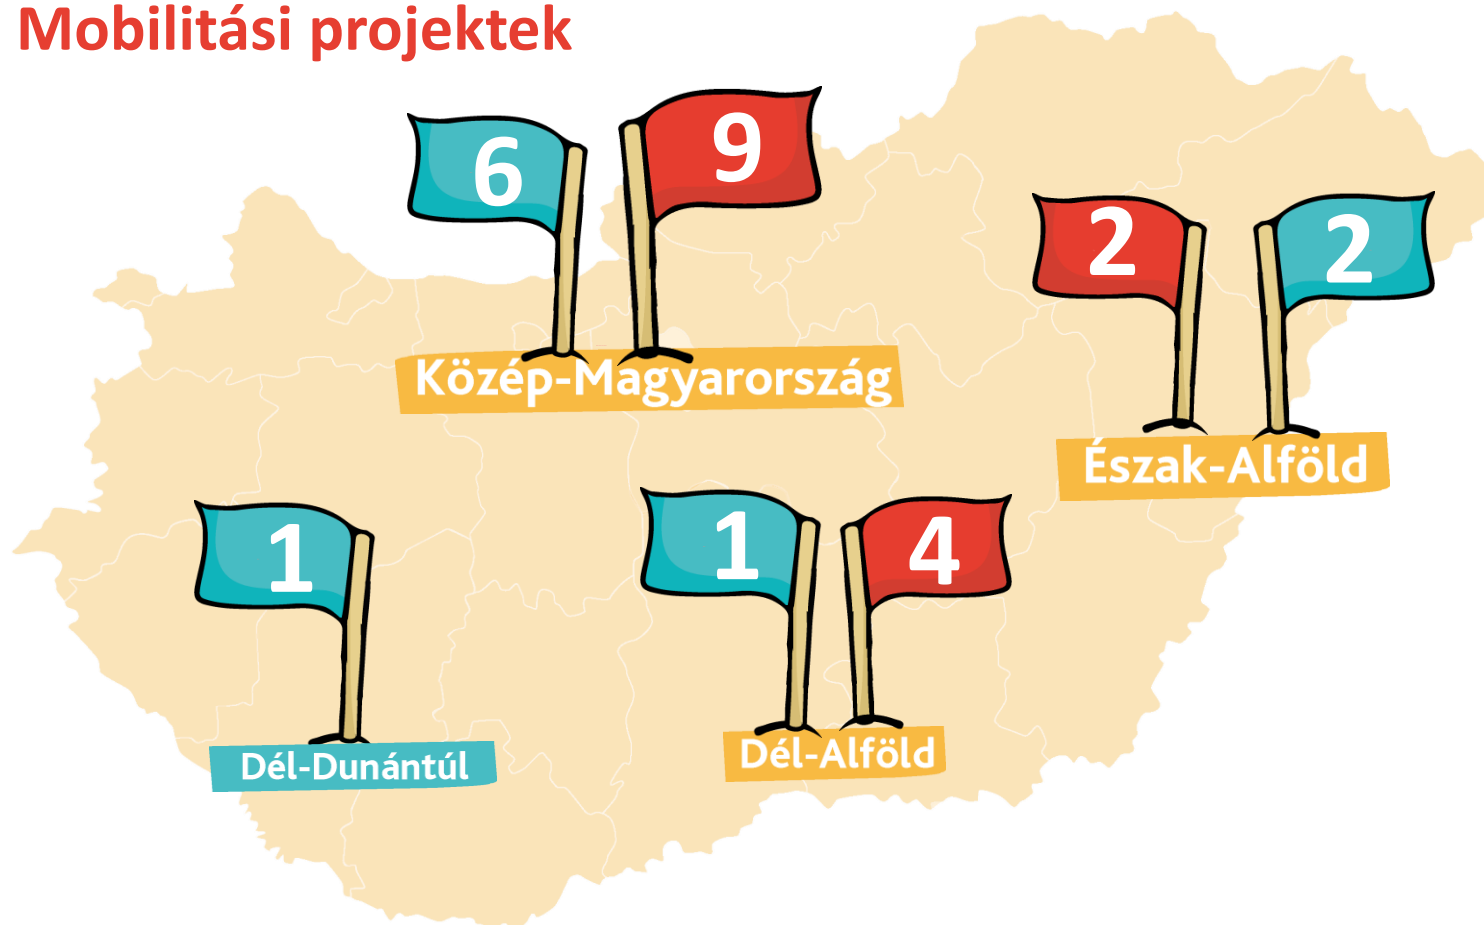 Mobilitási projektek
6
9
Közép-Magyarország
2
2
Észak-Alföld
1
Dél-Dunántúl
1
4
Dél-Alföld